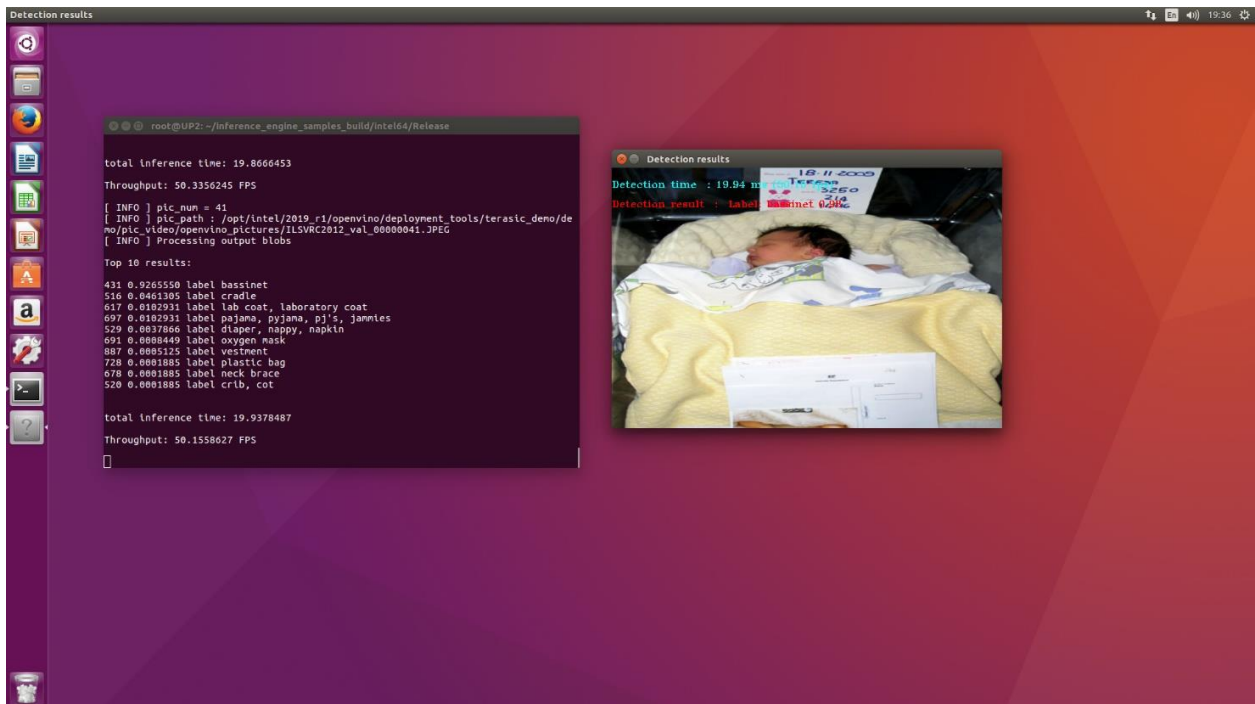 Detection results
En
19:36
root@UP2: ~/inference_engine_samples_build/intel64/Release
total inference time: 19.8666453
Throughput: 50.3356245 FPS
[ INFO ] pic_num = 41
[ INFO ] pic_path : /opt/intel/2019_r1/openvino/deployment_tools/terasic_demo/de
mo/pic_video/openvino_pictures/ILSVRC2012_val_00000041.JPEG
[ INFO ] Processing output blobs
Top 10 results:
431 0.9265550 label bassinet
516 0.0461305 label cradle
617 0.0102931 label lab coat, laboratory coat
697 0.0102931 label pajama, pyjama, pj's, jammies
529 0.0037866 label diaper, nappy, napkin
691 0.0008449 label oxygen mask
887 0.0005125 label vestment
728 0.0001885 label plastic bag
678 0.0001885 label neck brace
520 0.0001885 label crib, cot
total inference time: 19.9378487
Throughput: 50.1558627 FPS
Detection results
18-11-2009
Detection time : 19.94
Detection result : Label: